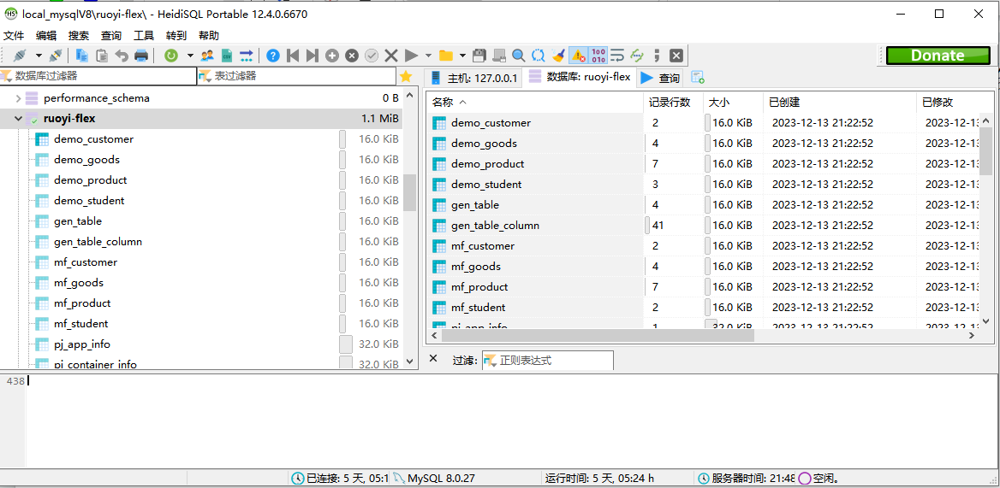 local_mysqlV8\ruoyi-flex\ - HeidiSQL Portable 12.4.0.6670
文件 编辑 搜索 查询 工具 转到 帮助
Donate
数据库过滤器 表过滤器
主机: 127.0.0.1 数据库: ruoyi-flex 查询
performance_schema 0 B
ruoyi-flex 1.1 MiB
demo_customer 16.0 KiB
demo_goods 16.0 KiB
demo_product 16.0 KiB
demo_student 16.0 KiB
gen_table 16.0 KiB
gen_table_column 16.0 KiB
mf_customer 16.0 KiB
mf_goods 16.0 KiB
mf_product 16.0 KiB
mf_student 16.0 KiB
pj_app_info 32.0 KiB
pj_container_info 32.0 KiB
名称 记录行数 大小 已创建 已修改
demo_customer 2 16.0 KiB 2023-12-13 21:22:52 2023-12-13
demo_goods 4 16.0 KiB 2023-12-13 21:22:52 2023-12-13
demo_product 7 16.0 KiB 2023-12-13 21:22:52 2023-12-13
demo_student 3 16.0 KiB 2023-12-13 21:22:52 2023-12-13
gen_table 4 16.0 KiB 2023-12-13 21:22:52 2023-12-13
gen_table_column 41 16.0 KiB 2023-12-13 21:22:52 2023-12-13
mf_customer 2 16.0 KiB 2023-12-13 21:22:52 2023-12-13
mf_goods 4 16.0 KiB 2023-12-13 21:22:52 2023-12-13
mf_product 7 16.0 KiB 2023-12-13 21:22:52 2023-12-13
mf_student 2 16.0 KiB 2023-12-13 21:22:52 2023-12-13
pj_app_info 1 32.0 KiB 2023-12-13 21:22:52 2023-12-13
过滤: 正则表达式
438
已连接: 5 天, 05:1 MySQL 8.0.27 运行时间: 5 天, 05:24 h 服务器时间: 21:48 空闲。